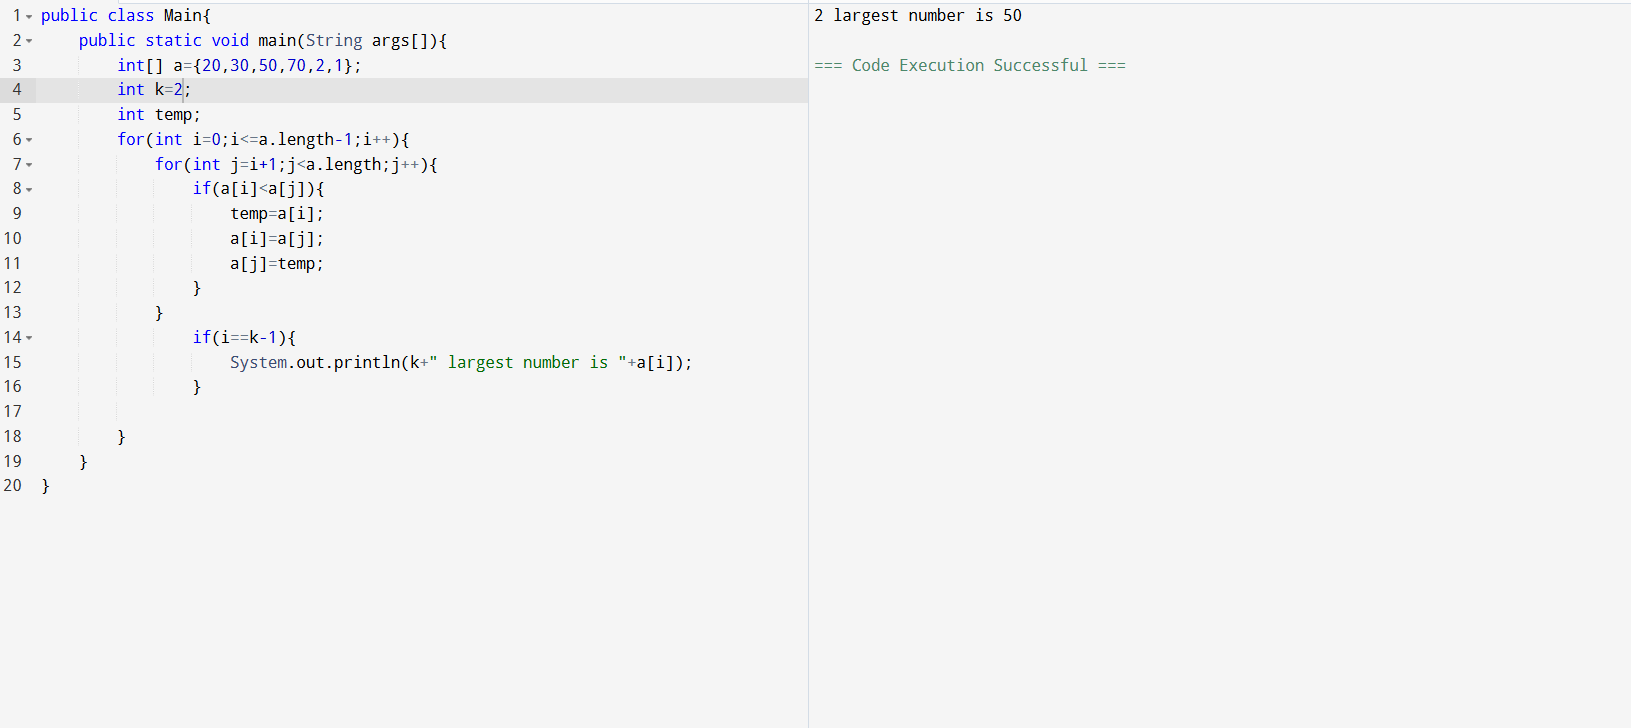 1 public class Main{
2     public static void main(String args[]){
3         int[] a={20,30,50,70,2,1};
4         int k=2;
5         int temp;
6         for(int i=0;i<=a.length-1;i++){
7             for(int j=i+1;j<a.length;j++){
8                 if(a[i]<a[j]){
9                     temp=a[i];
10                     a[i]=a[j];
11                     a[j]=temp;
12                 }
13             }
14                 if(i==k-1){
15                     System.out.println(k+" largest number is "+a[i]);
16                 }
17
18         }
19     }
20 }
2 largest number is 50
=== Code Execution Successful ===